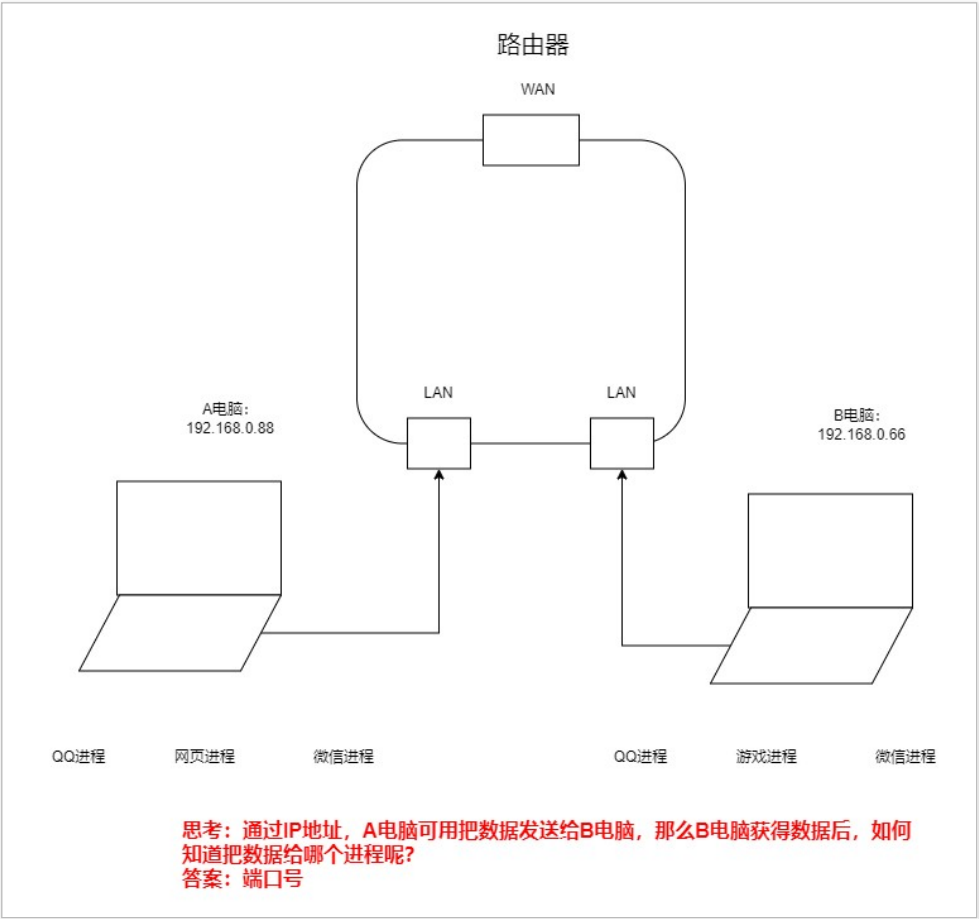 路由器
WAN
LAN
LAN
A电脑：
192.168.0.88
B电脑：
192.168.0.66
QQ进程
网页进程
微信进程
QQ进程
游戏进程
微信进程
思考：通过IP地址，A电脑可用把数据发送给B电脑，那么B电脑获得数据后，如何
知道把数据给哪个进程呢？
答案：端口号